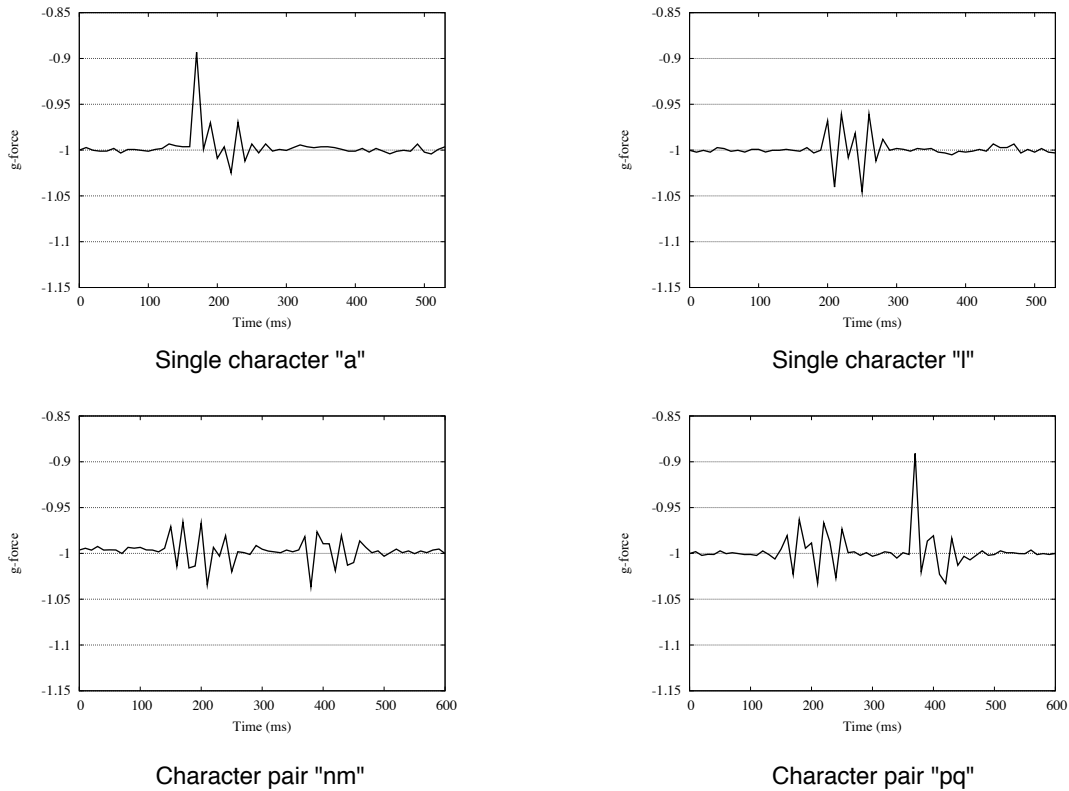 -0.85
-0.9
-0.95
-1
-1.05
-1.1
-1.15
g-force
0 100 200 300 400 500
Time (ms)
Single character "a"
-0.85
-0.9
-0.95
-1
-1.05
-1.1
-1.15
g-force
0 100 200 300 400 500
Time (ms)
Single character "l"
-0.85
-0.9
-0.95
-1
-1.05
-1.1
-1.15
g-force
0 100 200 300 400 500 600
Time (ms)
Character pair "nm"
-0.85
-0.9
-0.95
-1
-1.05
-1.1
-1.15
g-force
0 100 200 300 400 500 600
Time (ms)
Character pair "pq"